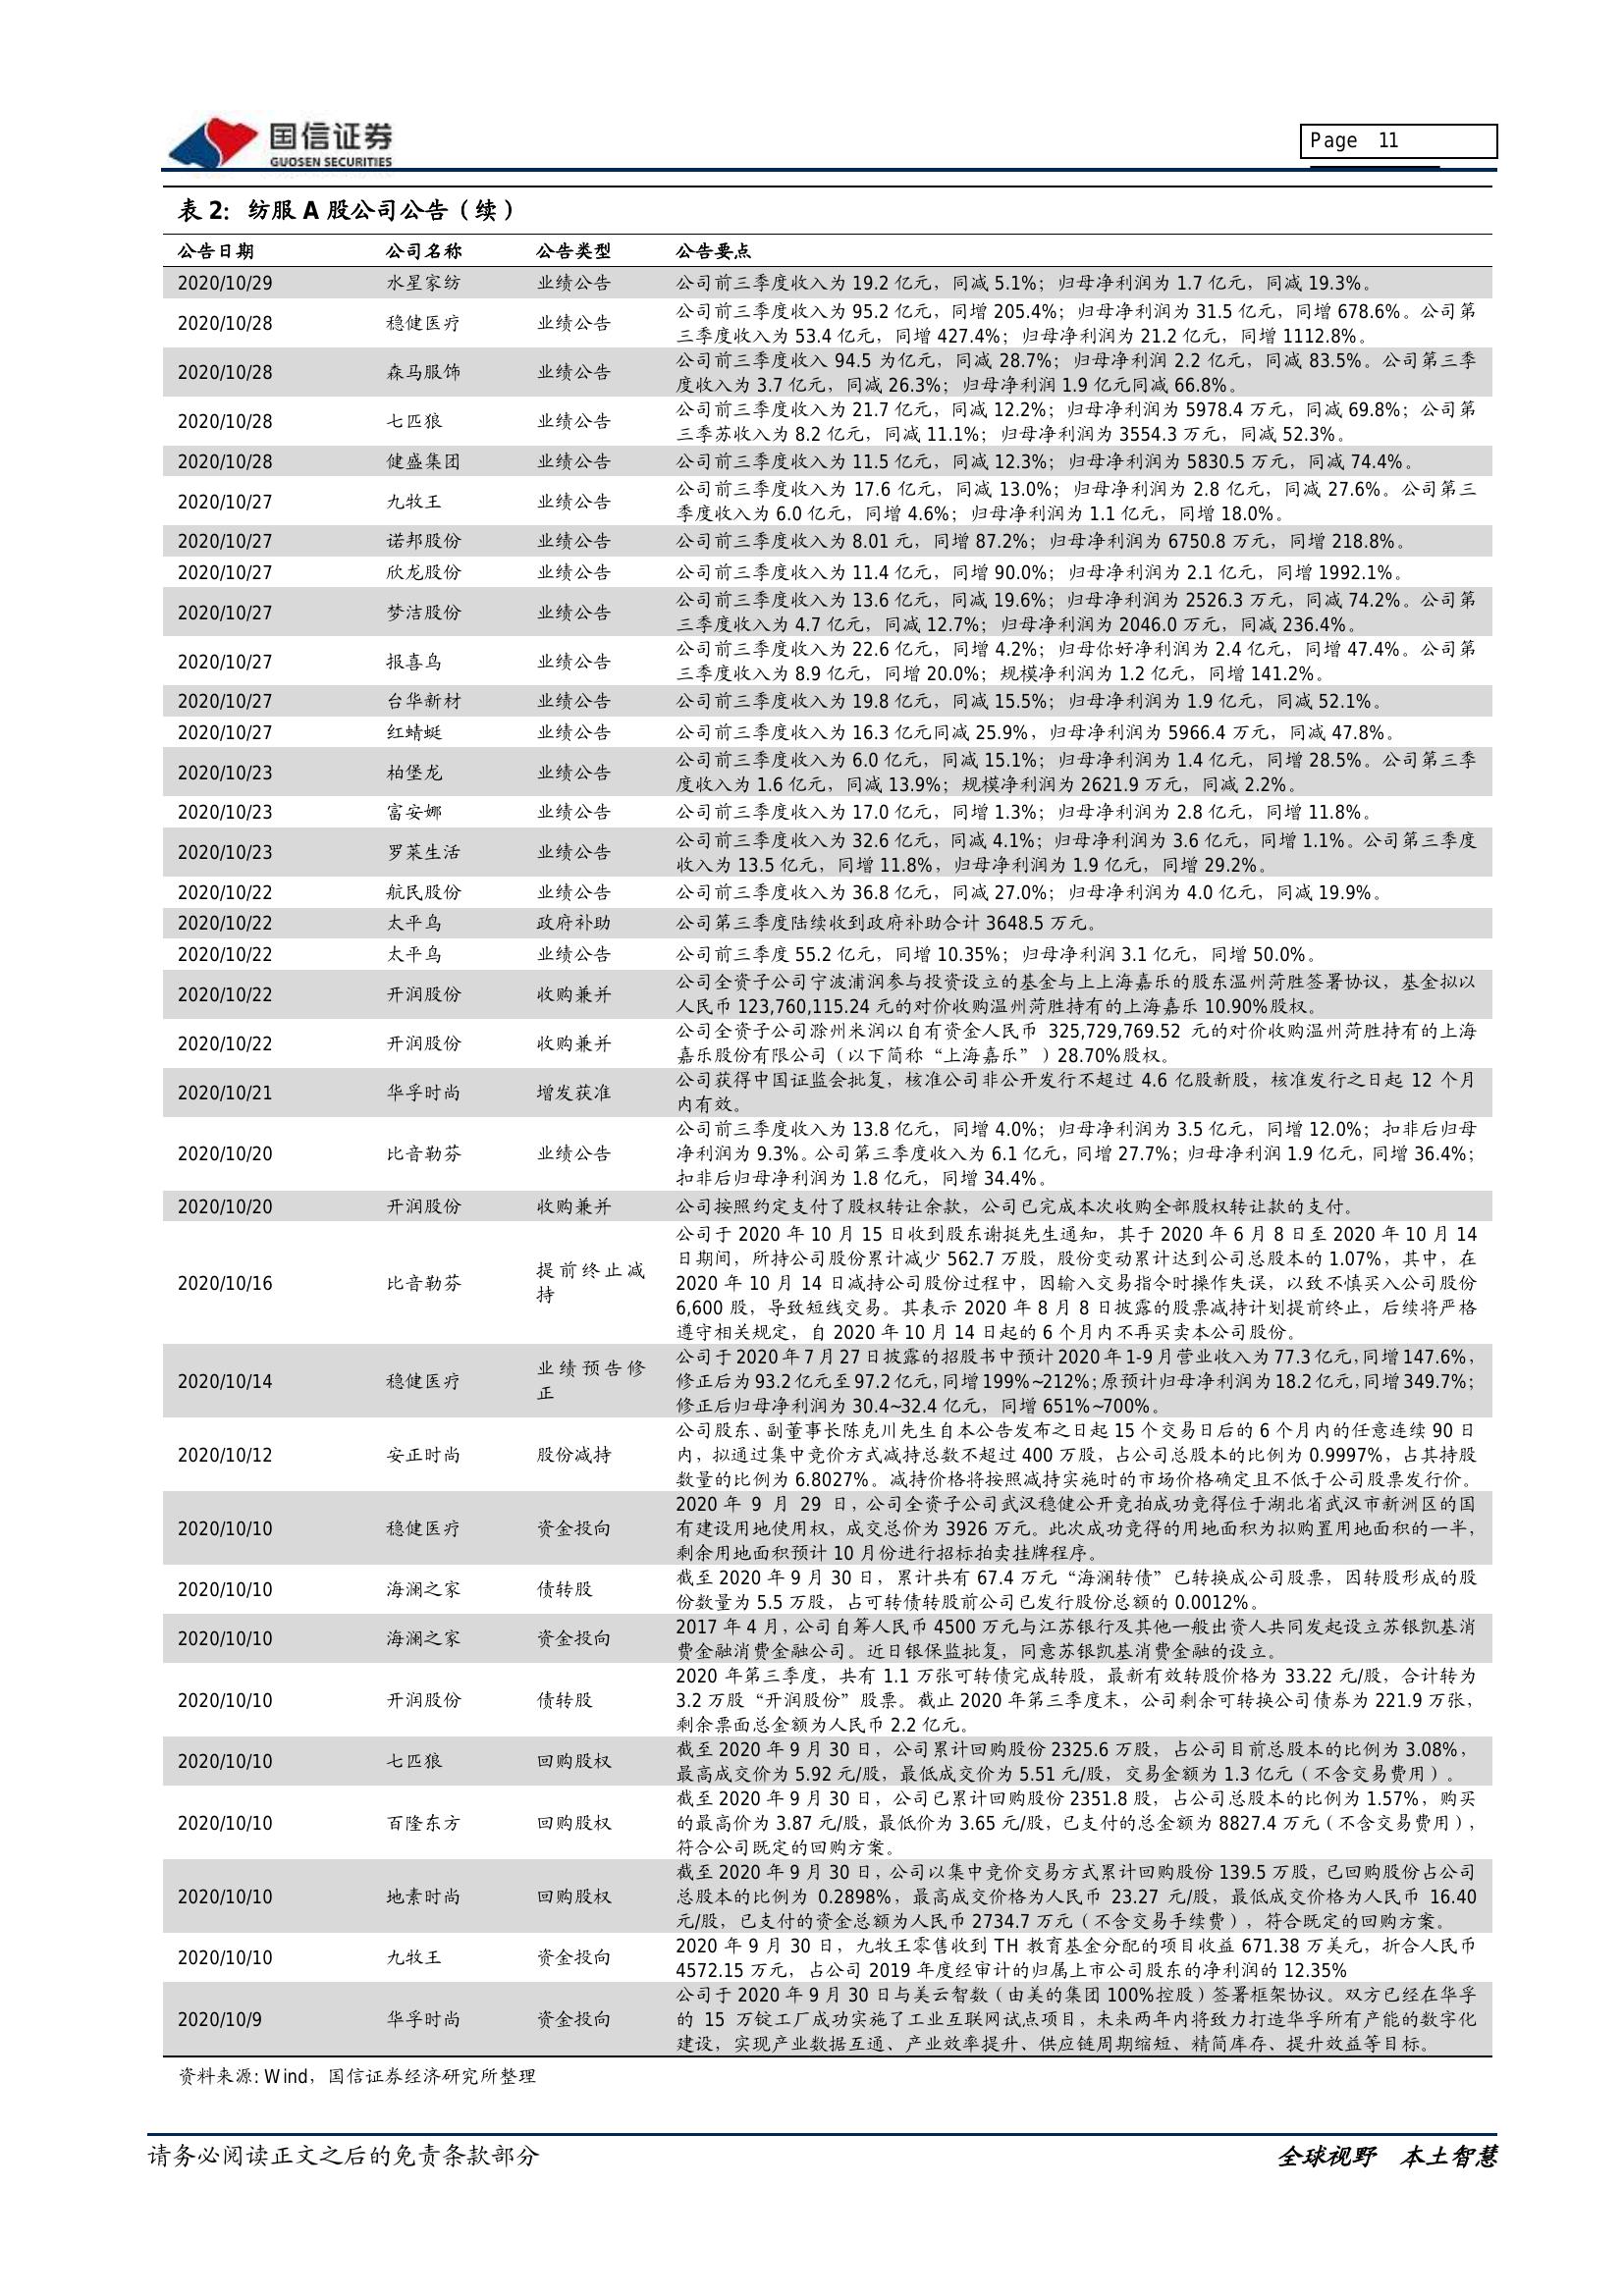 国信证券
GUOSEN SECURITIES
Page 11
表 2：纺服 A 股公司公告（续）
公告日期 公司名称 公告类型 公告要点
2020/10/29 水星家纺 业绩公告 公司前三季度收入为 19.2 亿元，同减 5.1%；归母净利润为 1.7 亿元，同减 19.3%。
2020/10/28 稳健医疗 业绩公告 公司前三季度收入为 95.2 亿元，同增 205.4%；归母净利润为 31.5 亿元，同增 678.6%。公司第
三季度收入为 53.4 亿元，同增 427.4%；归母净利润为 21.2 亿元，同增 1112.8%。
2020/10/28 森马服饰 业绩公告 公司前三季度收入 94.5 为亿元，同减 28.7%；归母净利润 2.2 亿元，同减 83.5%。公司第三季
度收入为 3.7 亿元，同减 26.3%；归母净利润 1.9 亿元同减 66.8%。
2020/10/28 七匹狼 业绩公告 公司前三季度收入为 21.7 亿元，同减 12.2%；归母净利润为 5978.4 万元，同减 69.8%；公司第
三季苏收入为 8.2 亿元，同减 11.1%；归母净利润为 3554.3 万元，同减 52.3%。
2020/10/28 健盛集团 业绩公告 公司前三季度收入为 11.5 亿元，同减 12.3%；归母净利润为 5830.5 万元，同减 74.4%。
2020/10/27 九牧王 业绩公告 公司前三季度收入为 17.6 亿元，同减 13.0%；归母净利润为 2.8 亿元，同减 27.6%。公司第三
季度收入为 6.0 亿元，同增 4.6%；归母净利润为 1.1 亿元，同增 18.0%。
2020/10/27 诺邦股份 业绩公告 公司前三季度收入为 8.01 元，同增 87.2%；归母净利润为 6750.8 万元，同增 218.8%。
2020/10/27 欣龙股份 业绩公告 公司前三季度收入为 11.4 亿元，同增 90.0%；归母净利润为 2.1 亿元，同增 1992.1%。
2020/10/27 梦洁股份 业绩公告 公司前三季度收入为 13.6 亿元，同减 19.6%；归母净利润为 2526.3 万元，同减 74.2%。公司第
三季度收入为 4.7 亿元，同减 12.7%；归母净利润为 2046.0 万元，同减 236.4%。
2020/10/27 报喜鸟 业绩公告 公司前三季度收入为 22.6 亿元，同增 4.2%；归母你好净利润为 2.4 亿元，同增 47.4%。公司第
三季度收入为 8.9 亿元，同增 20.0%；规模净利润为 1.2 亿元，同增 141.2%。
2020/10/27 台华新材 业绩公告 公司前三季度收入为 19.8 亿元，同减 15.5%；归母净利润为 1.9 亿元，同减 52.1%。
2020/10/27 红蜻蜓 业绩公告 公司前三季度收入为 16.3 亿元同减 25.9%，归母净利润为 5966.4 万元，同减 47.8%。
2020/10/23 柏堡龙 业绩公告 公司前三季度收入为 6.0 亿元，同减 15.1%；归母净利润为 1.4 亿元，同增 28.5%。公司第三季
度收入为 1.6 亿元，同减 13.9%；规模净利润为 2621.9 万元，同减 2.2%。
2020/10/23 富安娜 业绩公告 公司前三季度收入为 17.0 亿元，同增 1.3%；归母净利润为 2.8 亿元，同增 11.8%。
2020/10/23 罗莱生活 业绩公告 公司前三季度收入为 32.6 亿元，同减 4.1%；归母净利润为 3.6 亿元，同增 1.1%。公司第三季度
收入为 13.5 亿元，同增 11.8%，归母净利润为 1.9 亿元，同增 29.2%。
2020/10/22 航民股份 业绩公告 公司前三季度收入为 36.8 亿元，同减 27.0%；归母净利润为 4.0 亿元，同减 19.9%。
2020/10/22 太平鸟 政府补助 公司第三季度陆续收到政府补助合计 3648.5 万元。
2020/10/22 太平鸟 业绩公告 公司前三季度 55.2 亿元，同增 10.35%；归母净利润 3.1 亿元，同增 50.0%。
2020/10/22 开润股份 收购兼并 公司全资子公司宁波浦润参与投资设立的基金与上上海嘉乐的股东温州菏胜签署协议，基金拟以
人民币 123,760,115.24 元的对价收购温州菏胜持有的上海嘉乐 10.90%股权。
2020/10/22 开润股份 收购兼并 公司全资子公司滁州米润以自有资金人民币 325,729,769.52 元的对价收购温州菏胜持有的上海
嘉乐股份有限公司（以下简称“上海嘉乐”）28.70%股权。
2020/10/21 华孚时尚 增发获准 公司获得中国证监会批复，核准公司非公开发行不超过 4.6 亿股新股，核准发行之日起 12 个月
内有效。
2020/10/20 比音勒芬 业绩公告 公司前三季度收入为 13.8 亿元，同增 4.0%；归母净利润为 3.5 亿元，同增 12.0%；扣非后归母
净利润为 9.3%。公司第三季度收入为 6.1 亿元，同增 27.7%；归母净利润 1.9 亿元，同增 36.4%；
扣非后归母净利润为 1.8 亿元，同增 34.4%。
2020/10/20 开润股份 收购兼并 公司按照约定支付了股权转让余款，公司已完成本次收购全部股权转让款的支付。
2020/10/16 比音勒芬 提前终止减持 公司于 2020 年 10 月 15 日收到股东谢挺先生通知，其于 2020 年 6 月 8 日至 2020 年 10 月 14
日期间，所持公司股份累计减少 562.7 万股，股份变动累计达到公司总股本的 1.07%，其中，在
2020 年 10 月 14 日减持公司股份过程中，因输入交易指令时操作失误，以致不慎买入公司股份
6,600 股，导致短线交易。其表示 2020 年 8 月 8 日披露的股票减持计划提前终止，后续将严格
遵守相关规定，自 2020 年 10 月 14 日起的 6 个月内不再买卖本公司股份。
2020/10/14 稳健医疗 业绩预告修正 公司于 2020 年 7 月 27 日披露的招股书中预计 2020 年 1-9 月营业收入为 77.3 亿元，同增 147.6%，
修正后为 93.2 亿元至 97.2 亿元，同增 199%~212%；原预计归母净利润为 18.2 亿元，同增 349.7%；
修正后归母净利润为 30.4~32.4 亿元，同增 651%~700%。
2020/10/12 安正时尚 股份减持 公司股东、副董事长陈克川先生自本公告发布之日起 15 个交易日后的 6 个月内的任意连续 90 日
内，拟通过集中竞价方式减持总数不超过 400 万股，占公司总股本的比例为 0.9997%，占其持股
数量的比例为 6.8027%。减持价格将按照减持实施时的市场价格确定且不低于公司股票发行价。
2020/10/10 稳健医疗 资金投向 2020 年 9 月 29 日，公司全资子公司武汉稳健公开竞拍成功竞得位于湖北省武汉市新洲区的国
有建设用地使用权，成交总价为 3926 万元。此次成功竞得的用地面积为拟购置用地面积的一半，
剩余用地面积预计 10 月份进行招标拍卖挂牌程序。
2020/10/10 海澜之家 债转股 截至 2020 年 9 月 30 日，累计共有 67.4 万元“海澜转债”已转换成公司股票，因转股形成的股
份数量为 5.5 万股，占可转债转股前公司已发行股份总额的 0.0012%。
2020/10/10 海澜之家 资金投向 2017 年 4 月，公司自筹人民币 4500 万元与江苏银行及其他一般出资人共同发起设立苏银凯基消
费金融消费金融公司。近日银保监批复，同意苏银凯基消费金融的设立。
2020/10/10 开润股份 债转股 2020 年第三季度，共有 1.1 万张可转债完成转股，最新有效转股价格为 33.22 元/股，合计转为
3.2 万股“开润股份”股票。截止 2020 年第三季度末，公司剩余可转换公司债券为 221.9 万张，
剩余票面总金额为人民币 2.2 亿元。
2020/10/10 七匹狼 回购股权 截至 2020 年 9 月 30 日，公司累计回购股份 2325.6 万股，占公司目前总股本的比例为 3.08%，
最高成交价为 5.92 元/股，最低成交价为 5.51 元/股，交易金额为 1.3 亿元（不含交易费用）。
2020/10/10 百隆东方 回购股权 截至 2020 年 9 月 30 日，公司已累计回购股份 2351.8 股，占公司总股本的比例为 1.57%，购买
的最高价为 3.87 元/股，最低价为 3.65 元/股，已支付的总金额为 8827.4 万元（不含交易费用），
符合公司既定的回购方案。
2020/10/10 地素时尚 回购股权 截至 2020 年 9 月 30 日，公司以集中竞价交易方式累计回购股份 139.5 万股，已回购股份占公司
总股本的比例为 0.2898%，最高成交价格为人民币 23.27 元/股，最低成交价格为人民币 16.40
元/股，已支付的资金总额为人民币 2734.7 万元（不含交易手续费），符合既定的回购方案。
2020/10/10 九牧王 资金投向 2020 年 9 月 30 日，九牧王零售收到 TH 教育基金分配的项目收益 671.38 万美元，折合人民币
4572.15 万元，占公司 2019 年度经审计的归属上市公司股东的净利润的 12.35%
2020/10/9 华孚时尚 资金投向 公司于 2020 年 9 月 30 日与美云智数（由美的集团 100%控股）签署框架协议。双方已经在华孚
的 15 万锭工厂成功实施了工业互联网试点项目，未来两年内将致力打造华孚所有产能的数字化
建设，实现产业数据互通、产业效率提升、供应链周期缩短、精简库存、提升效益等目标。
资料来源: Wind，国信证券经济研究所整理
请务必阅读正文之后的免责条款部分
全球视野 本土智慧